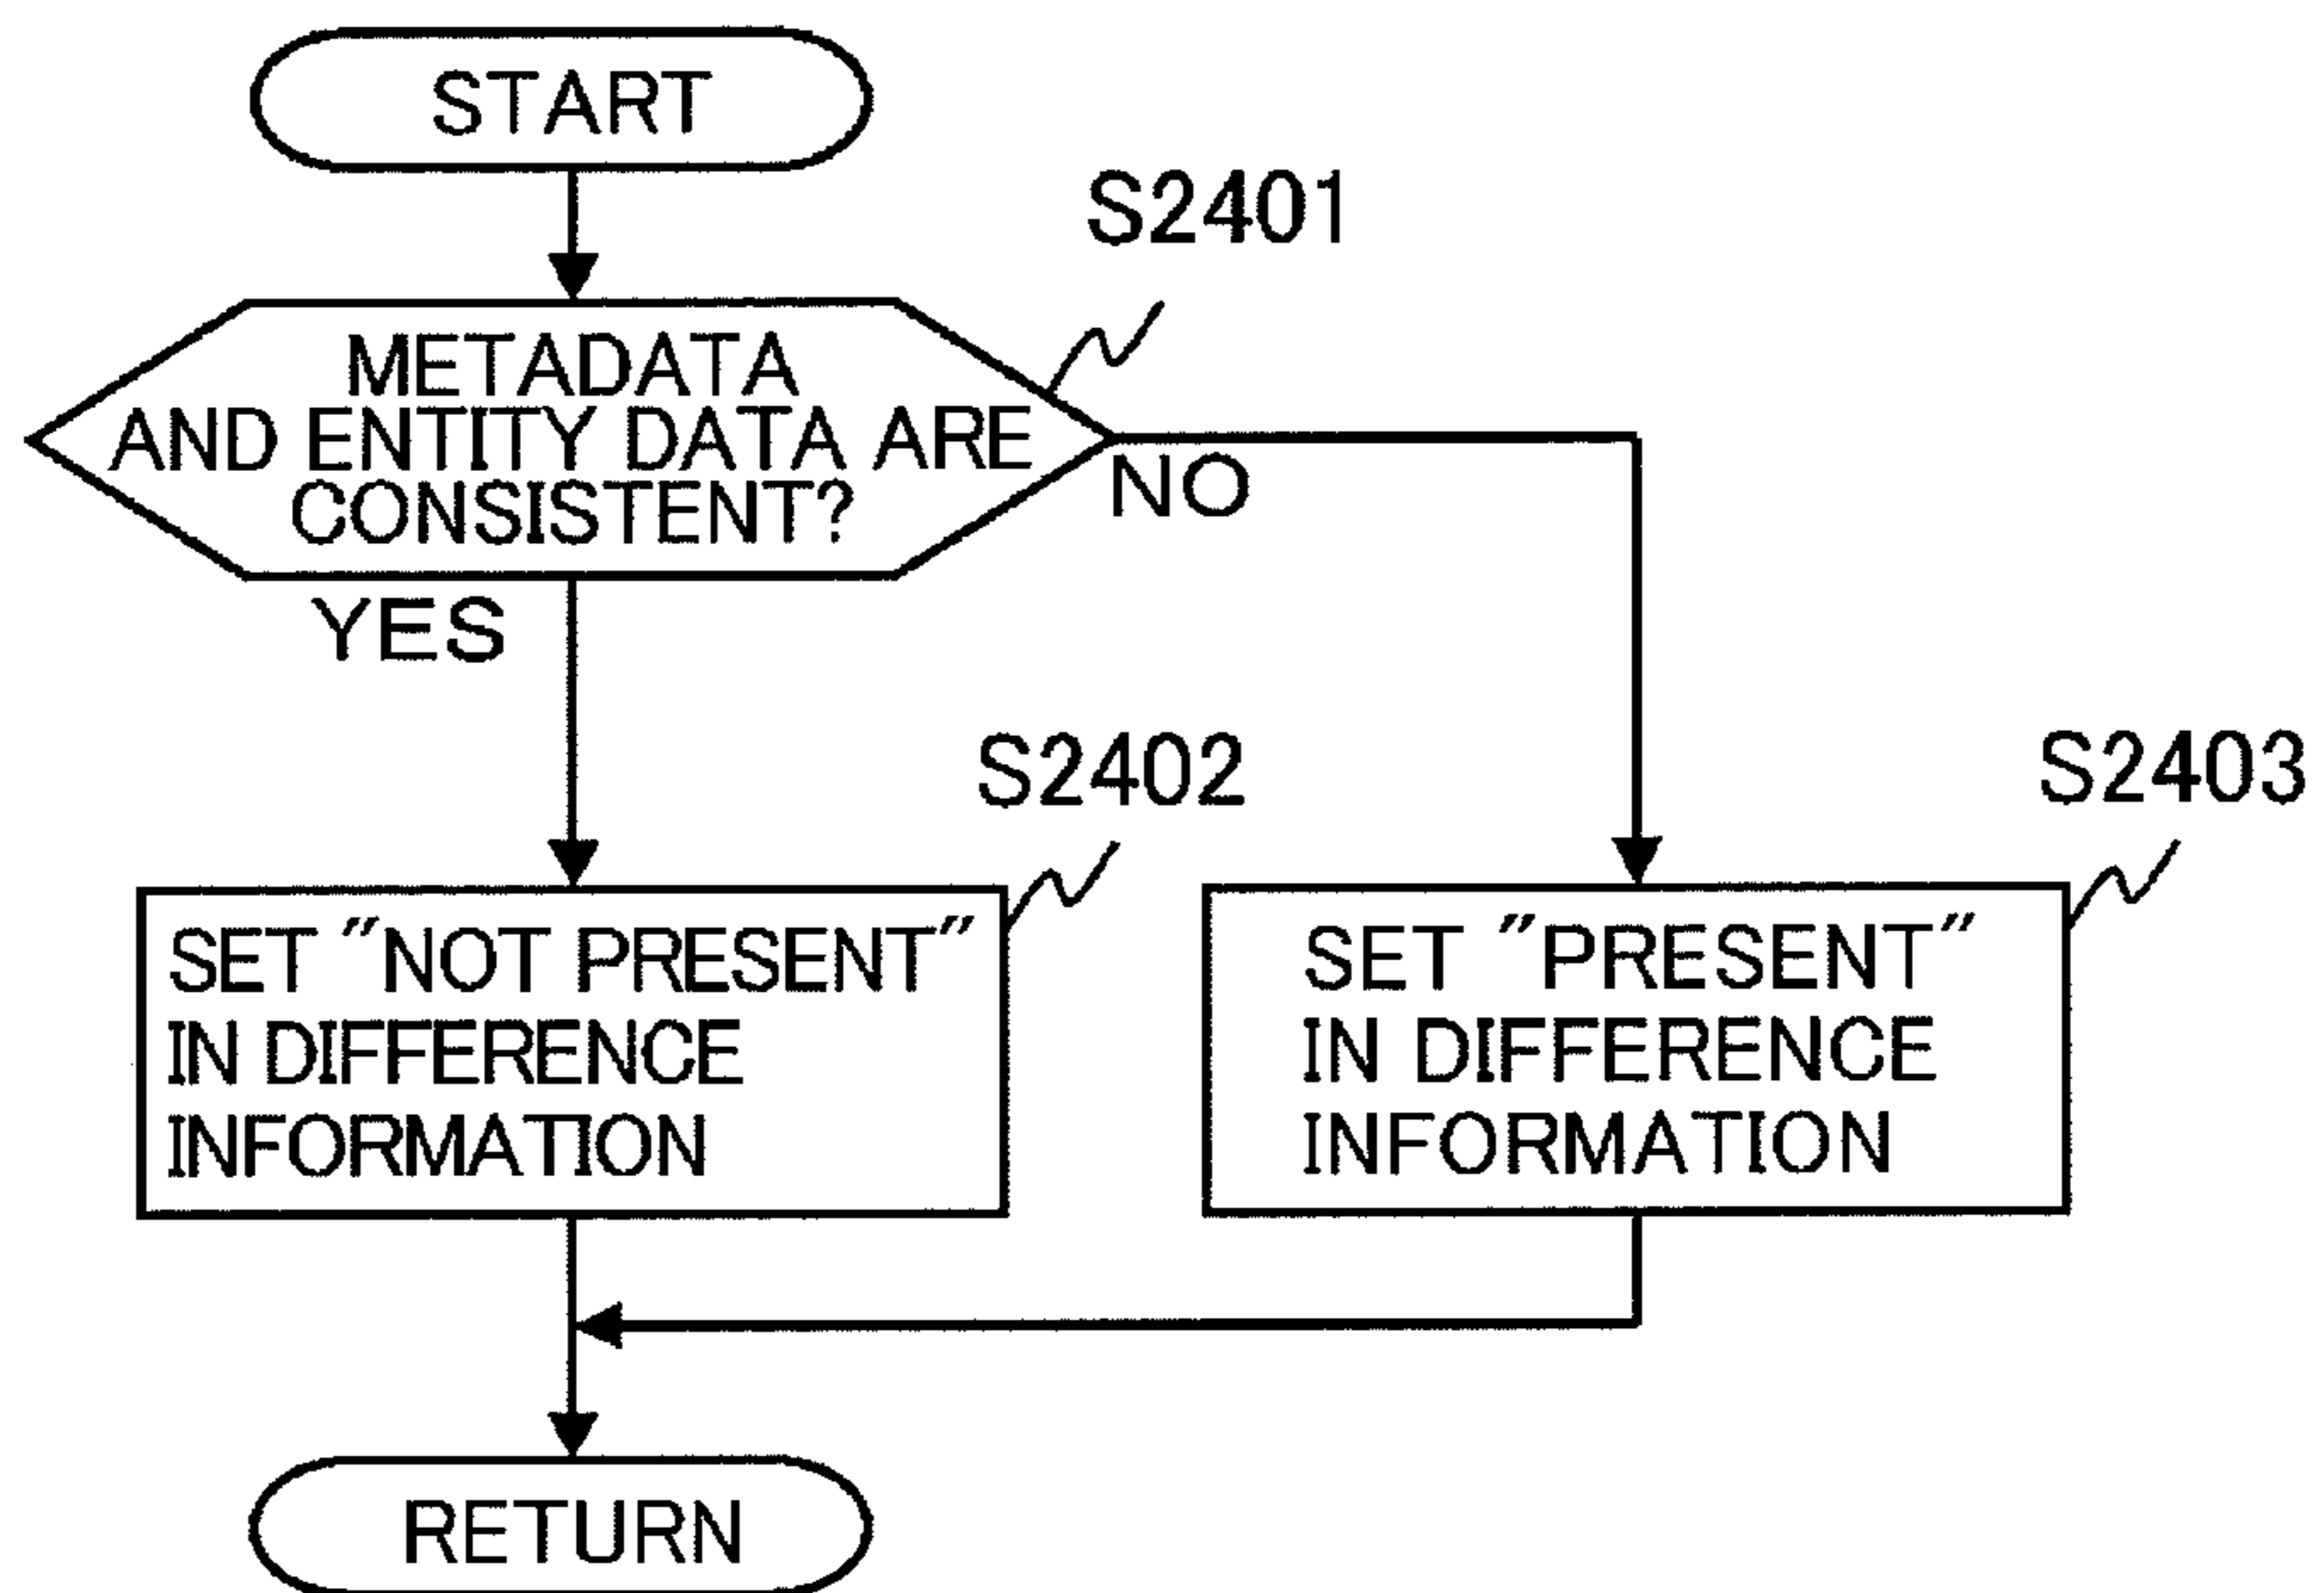 START
S2401
METADATA
AND ENTITY DATA ARE
CONSISTENT?
NO
YES
S2402
S2403
SET "NOT PRESENT"
IN DIFFERENCE
INFORMATION
SET "PRESENT"
IN DIFFERENCE
INFORMATION
RETURN